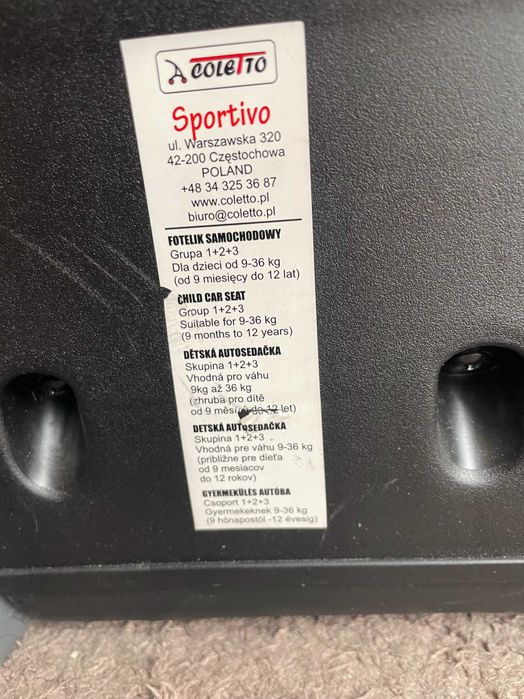 COLETTO
Sportivo
ul. Warszawska 320
42-200 Częstochowa
POLAND
+48 34 325 36 87
www.coletto.pl
biuro@coletto.pl
FOTELIK SAMOCHODOWY
Grupa 1+2+3
Dla dzieci od 9-36 kg
(od 9 miesięcy do 12 lat)
CHILD CAR SEAT
Group 1+2+3
Suilable for 9-36 kg
(9 months to 12 years)
DĚTSKÁ AUTOSEDAČKA
Skupina 1+2+3
Vhodná pro váhu
9kg až 36 kg
(zhruba pro dítě
od 9 měsíců do 12 let)
DETSKÁ AUTOSEDAČKA
Skupina 1+2+3
Vhodná pre váhu 9-36 kg
(približne pre dieťa
od 9 mesiacov
do 12 rokov)
GYERMEKÜLÉS AUTÓBA
Csoport 1+2+3
Gyermekeknek 9-36 kg
(9 hónapostól -12 évesig)